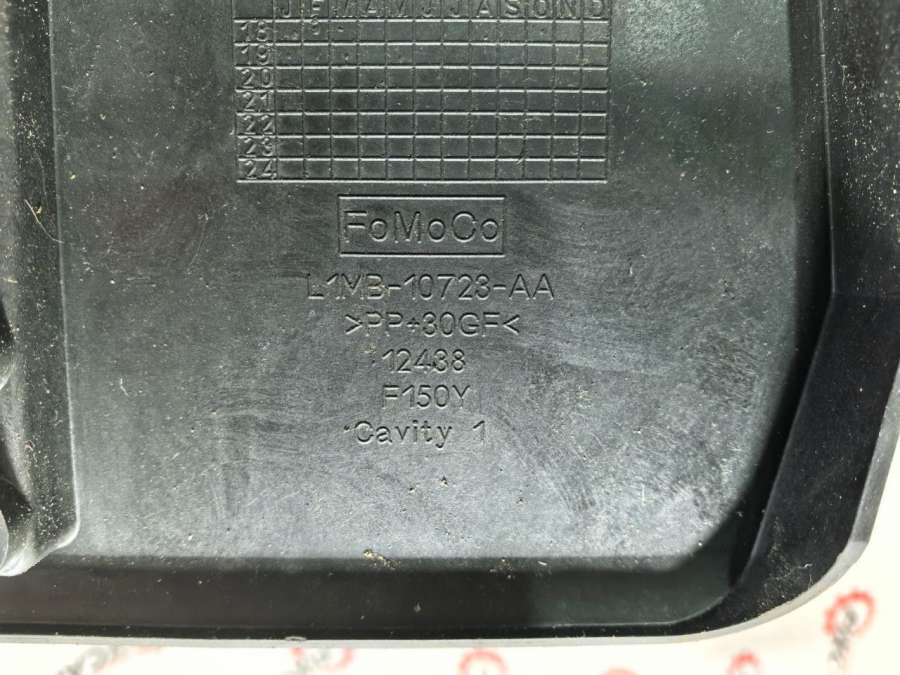 J F M A M J J A S O N D
18
19
20
21
22
23
24
FoMoCo
L1MB-10723-AA
>PP+30GF<
12438
F150Y
Cavity 1